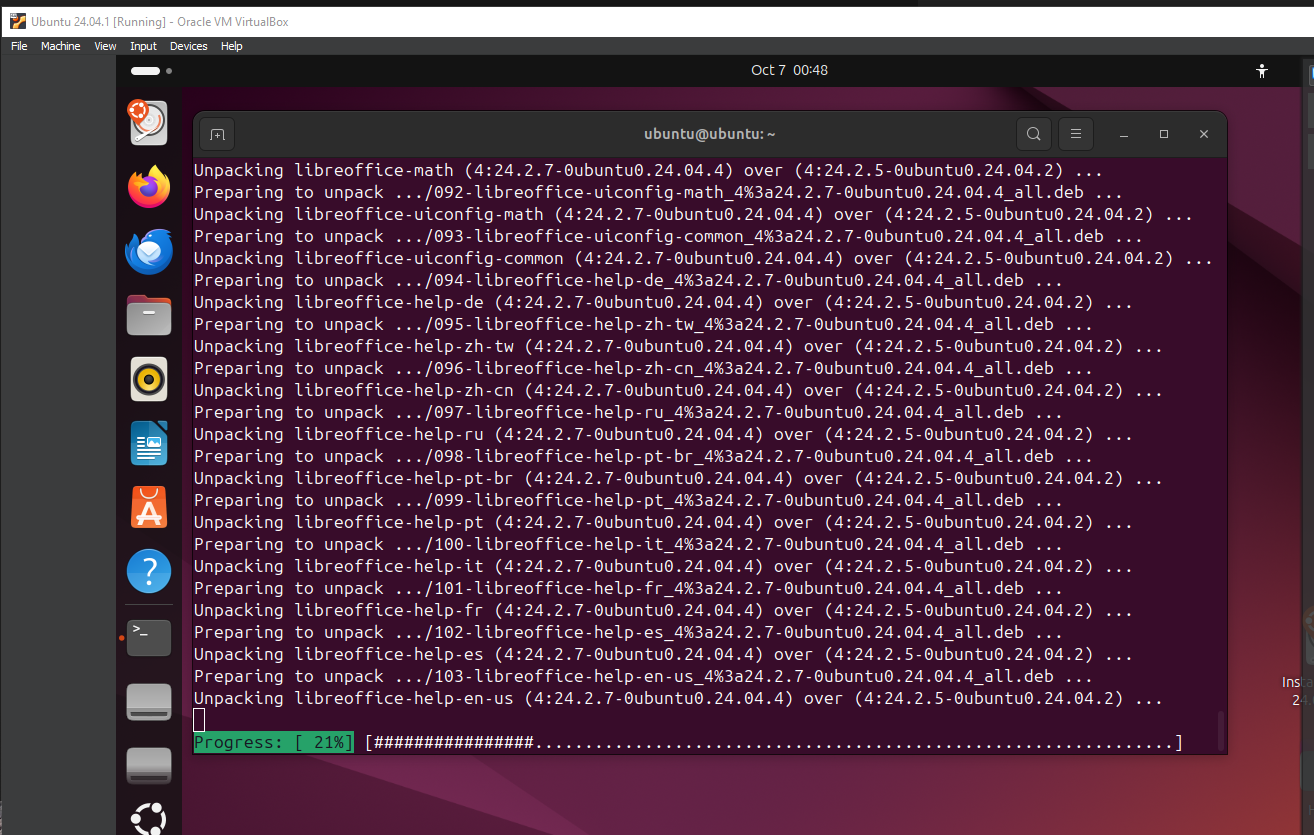 Ubuntu 24.04.1 [Running] - Oracle VM VirtualBox
File Machine View Input Devices Help
Oct 7 00:48
ubuntu@ubuntu: ~
Unpacking libreoffice-math (4:24.2.7-0ubuntu0.24.04.4) over (4:24.2.5-0ubuntu0.24.04.2) ...
Preparing to unpack .../092-libreoffice-uiconfig-math_4%3a24.2.7-0ubuntu0.24.04.4_all.deb ...
Unpacking libreoffice-uiconfig-math (4:24.2.7-0ubuntu0.24.04.4) over (4:24.2.5-0ubuntu0.24.04.2) ...
Preparing to unpack .../093-libreoffice-uiconfig-common_4%3a24.2.7-0ubuntu0.24.04.4_all.deb ...
Unpacking libreoffice-uiconfig-common (4:24.2.7-0ubuntu0.24.04.4) over (4:24.2.5-0ubuntu0.24.04.2) ...
Preparing to unpack .../094-libreoffice-help-de_4%3a24.2.7-0ubuntu0.24.04.4_all.deb ...
Unpacking libreoffice-help-de (4:24.2.7-0ubuntu0.24.04.4) over (4:24.2.5-0ubuntu0.24.04.2) ...
Preparing to unpack .../095-libreoffice-help-zh-tw_4%3a24.2.7-0ubuntu0.24.04.4_all.deb ...
Unpacking libreoffice-help-zh-tw (4:24.2.7-0ubuntu0.24.04.4) over (4:24.2.5-0ubuntu0.24.04.2) ...
Preparing to unpack .../096-libreoffice-help-zh-cn_4%3a24.2.7-0ubuntu0.24.04.4_all.deb ...
Unpacking libreoffice-help-zh-cn (4:24.2.7-0ubuntu0.24.04.4) over (4:24.2.5-0ubuntu0.24.04.2) ...
Preparing to unpack .../097-libreoffice-help-ru_4%3a24.2.7-0ubuntu0.24.04.4_all.deb ...
Unpacking libreoffice-help-ru (4:24.2.7-0ubuntu0.24.04.4) over (4:24.2.5-0ubuntu0.24.04.2) ...
Preparing to unpack .../098-libreoffice-help-pt-br_4%3a24.2.7-0ubuntu0.24.04.4_all.deb ...
Unpacking libreoffice-help-pt-br (4:24.2.7-0ubuntu0.24.04.4) over (4:24.2.5-0ubuntu0.24.04.2) ...
Preparing to unpack .../099-libreoffice-help-pt_4%3a24.2.7-0ubuntu0.24.04.4_all.deb ...
Unpacking libreoffice-help-pt (4:24.2.7-0ubuntu0.24.04.4) over (4:24.2.5-0ubuntu0.24.04.2) ...
Preparing to unpack .../100-libreoffice-help-it_4%3a24.2.7-0ubuntu0.24.04.4_all.deb ...
Unpacking libreoffice-help-it (4:24.2.7-0ubuntu0.24.04.4) over (4:24.2.5-0ubuntu0.24.04.2) ...
Preparing to unpack .../101-libreoffice-help-fr_4%3a24.2.7-0ubuntu0.24.04.4_all.deb ...
Unpacking libreoffice-help-fr (4:24.2.7-0ubuntu0.24.04.4) over (4:24.2.5-0ubuntu0.24.04.2) ...
Preparing to unpack .../102-libreoffice-help-es_4%3a24.2.7-0ubuntu0.24.04.4_all.deb ...
Unpacking libreoffice-help-es (4:24.2.7-0ubuntu0.24.04.4) over (4:24.2.5-0ubuntu0.24.04.2) ...
Preparing to unpack .../103-libreoffice-help-en-us_4%3a24.2.7-0ubuntu0.24.04.4_all.deb ...
Unpacking libreoffice-help-en-us (4:24.2.7-0ubuntu0.24.04.4) over (4:24.2.5-0ubuntu0.24.04.2) ...
Progress: [ 21%] [################................................................]